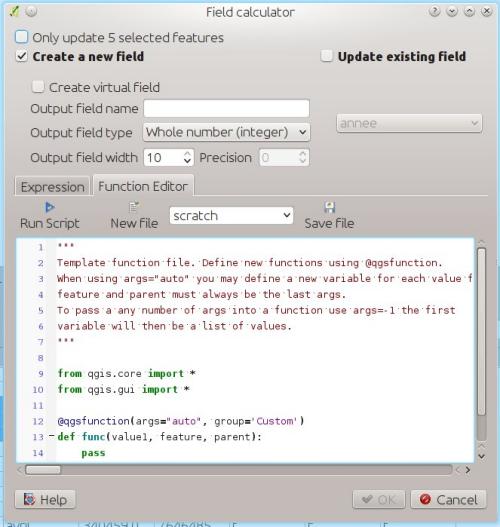 Field calculator
Only update 5 selected features
Create a new field
Update existing field
Create virtual field
Output field name
annee
Output field type Whole number (integer)
Output field width 10 Precision 0
Expression Function Editor
Run Script New file scratch Save file
1 """
2 Template function file. Define new functions using @qgsfunction.
3 When using args="auto" you may define a new variable for each value f
4 feature and parent must always be the last args.
5 To pass a any number of args into a function use args=-1 the first
6 variable will then be a list of values.
7 """
8
9 from qgis.core import *
10 from qgis.gui import *
11
12 @qgsfunction(args="auto", group='Custom')
13 def func(value1, feature, parent):
14 pass
Help OK Cancel